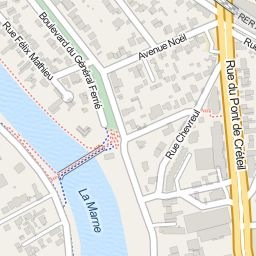 RER
Avenue Noël
Boulevard du Général Ferrié
Rue Félix Mathieu
Rue du Pont de Créteil
Rue Chevreul
La Marne